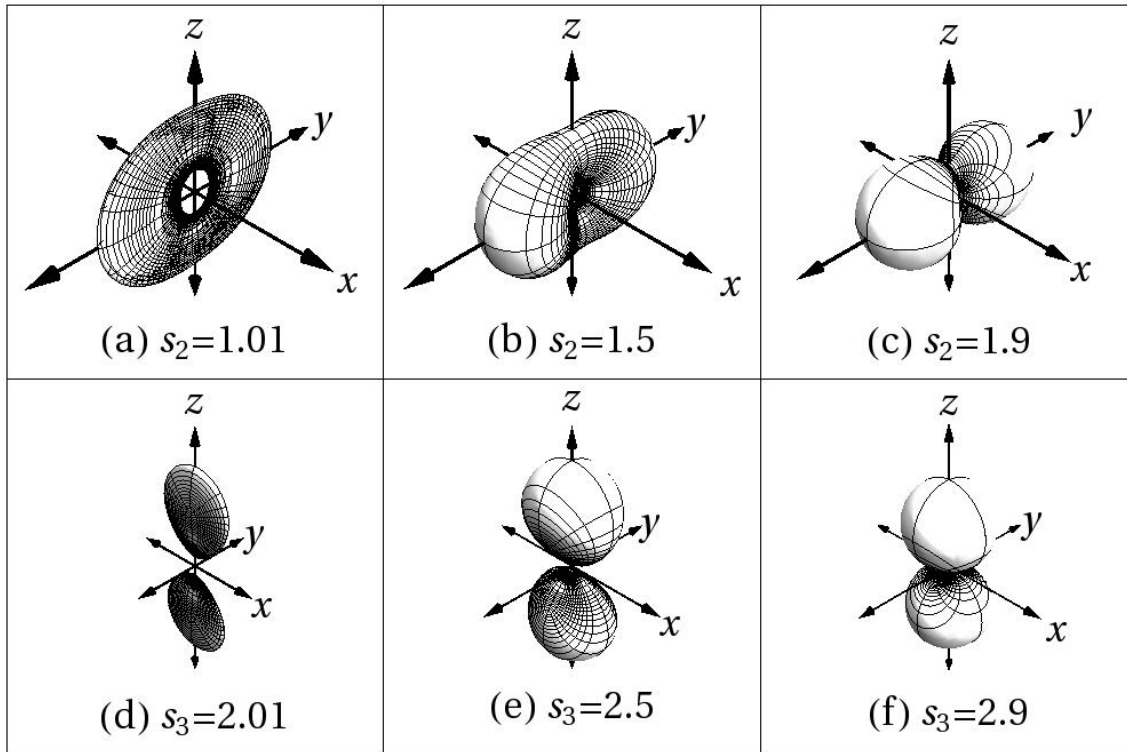 z
y
x
(a) s₂=1.01
z
y
x
(b) s₂=1.5
z
y
x
(c) s₂=1.9
z
y
x
(d) s₃=2.01
z
y
x
(e) s₃=2.5
z
y
x
(f) s₃=2.9